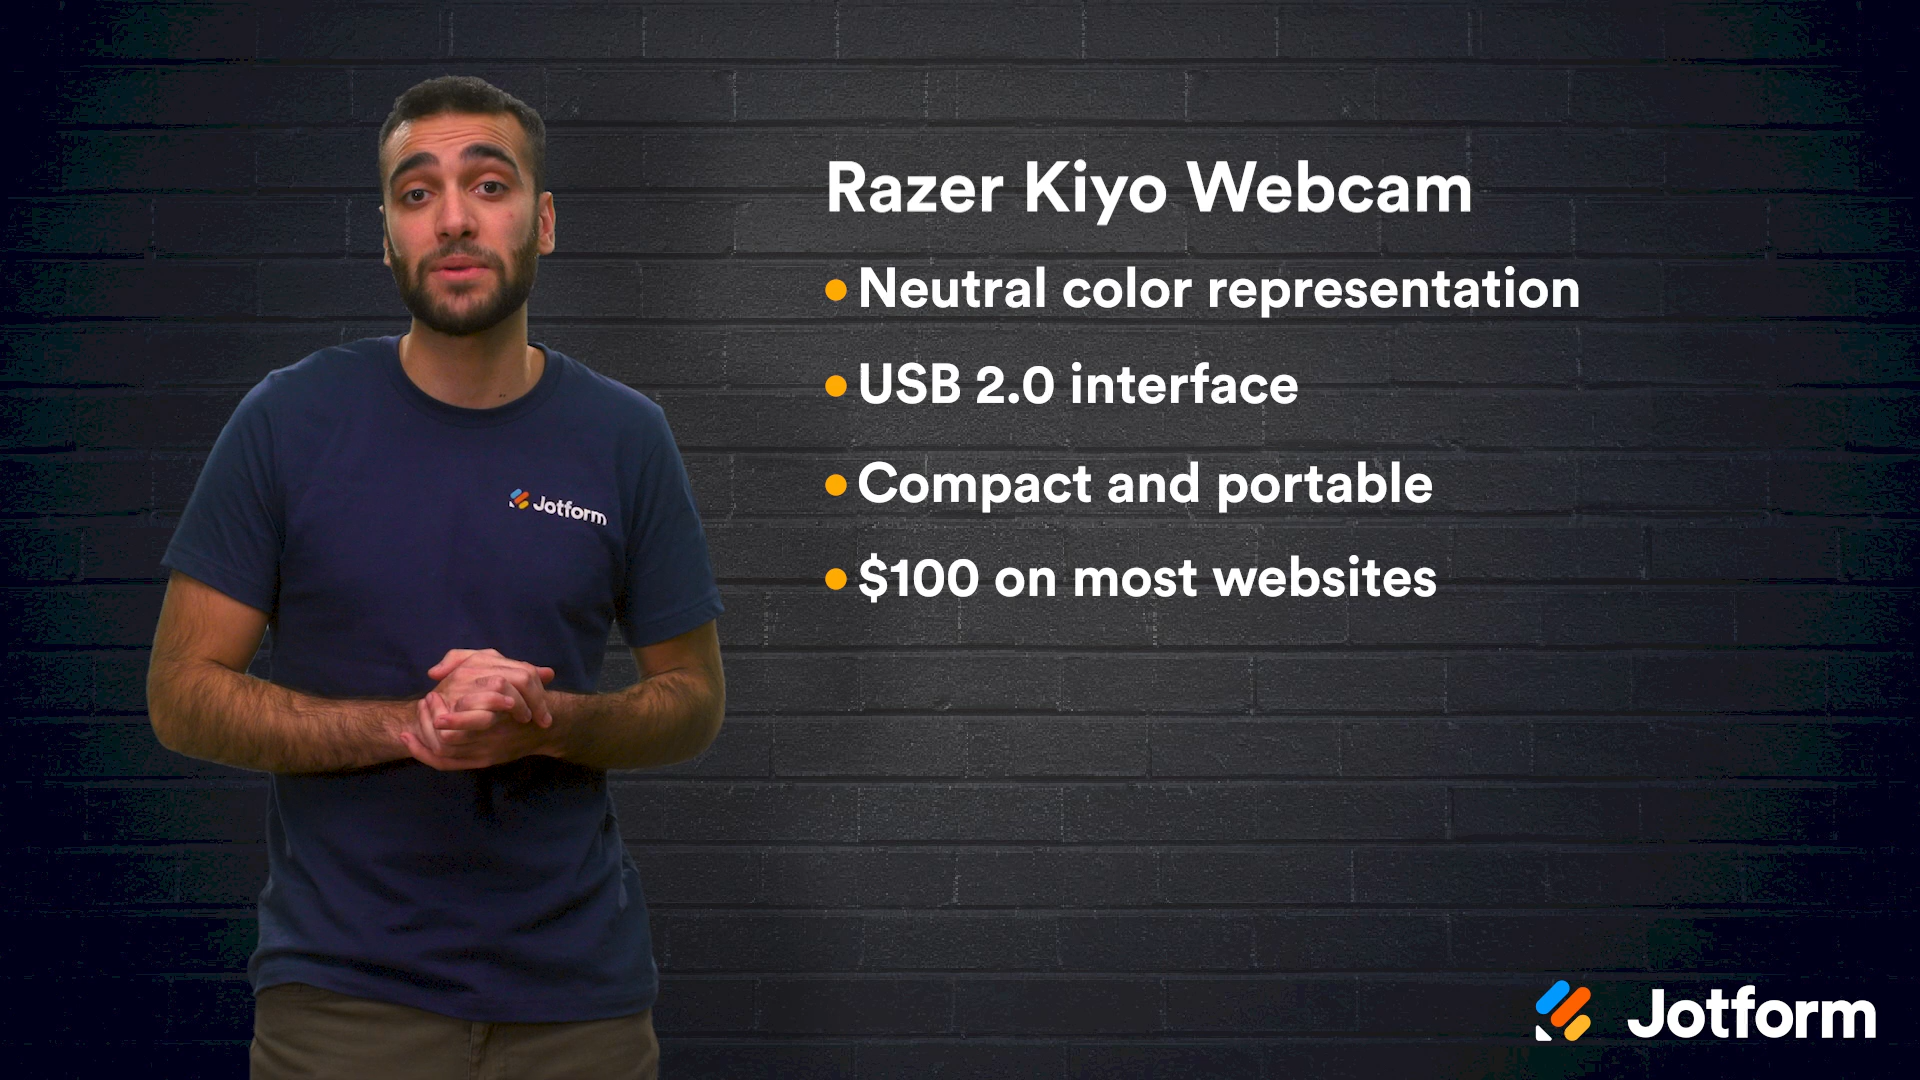 Razer Kiyo Webcam
Neutral color representation
USB 2.0 interface
Compact and portable
$100 on most websites
Jotform
Jotform